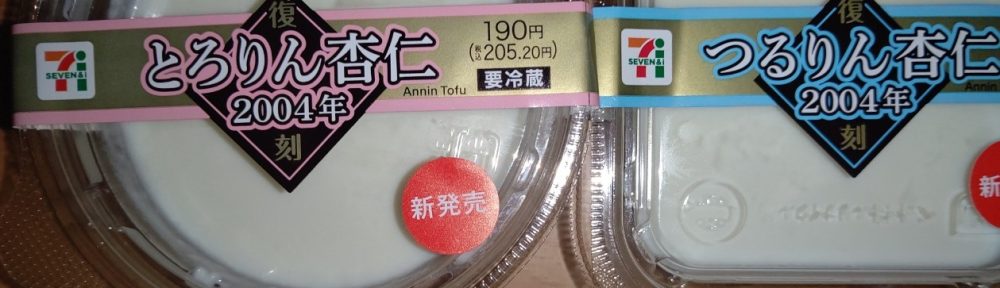 復
SEVEN&i
とろりん杏仁
2004年
刻
190円
(税込205.20円)
Annin Tofu
要冷蔵
新発売
復
SEVEN&i
つるりん杏仁
2004年
刻
Annin
新